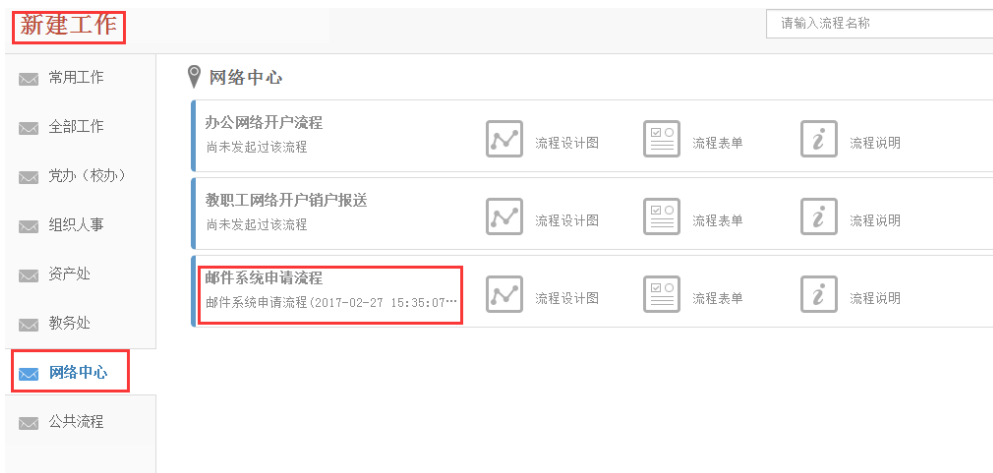 新建工作
请输入流程名称
常用工作
全部工作
党办（校办）
组织人事
资产处
教务处
网络中心
公共流程
网络中心
办公网络开户流程
尚未发起过该流程
流程设计图
流程表单
流程说明
教职工网络开户销户报送
尚未发起过该流程
流程设计图
流程表单
流程说明
邮件系统申请流程
邮件系统申请流程(2017-02-27 15:35:07…
流程设计图
流程表单
流程说明